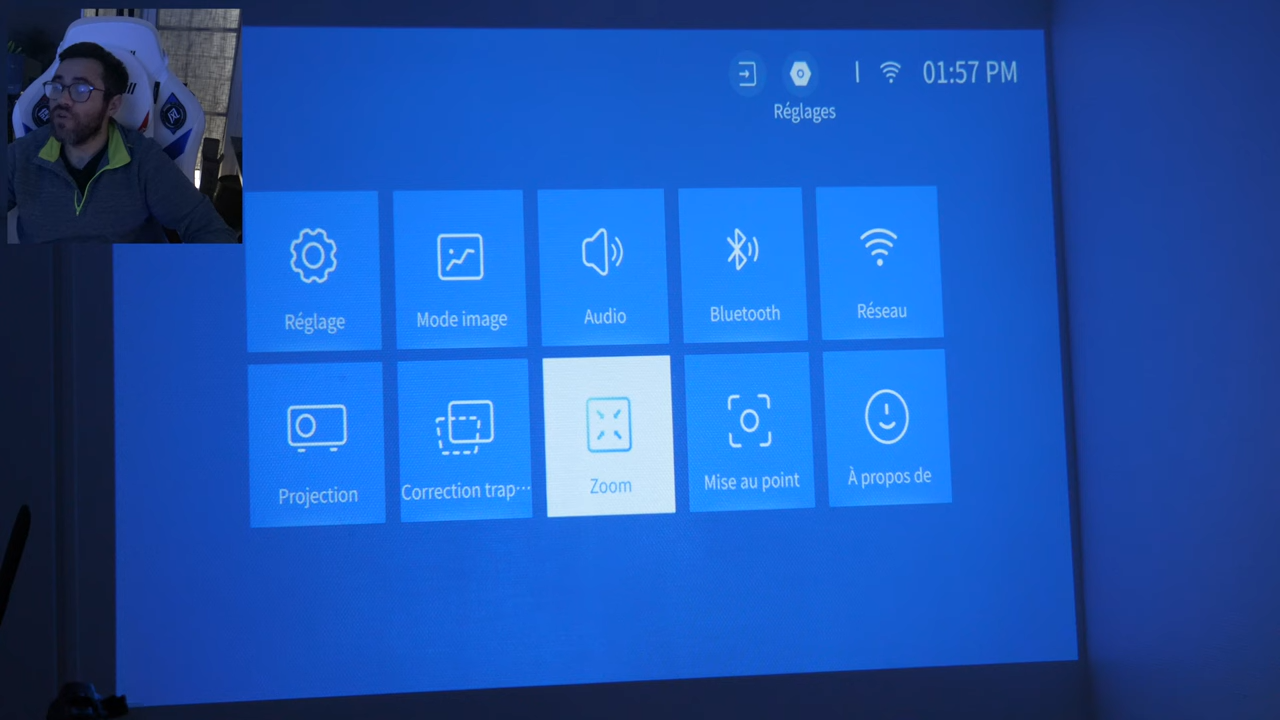 01:57 PM
Réglages
Réglage
Mode image
Audio
Bluetooth
Réseau
Projection
Correction trap···
Zoom
Mise au point
À propos de